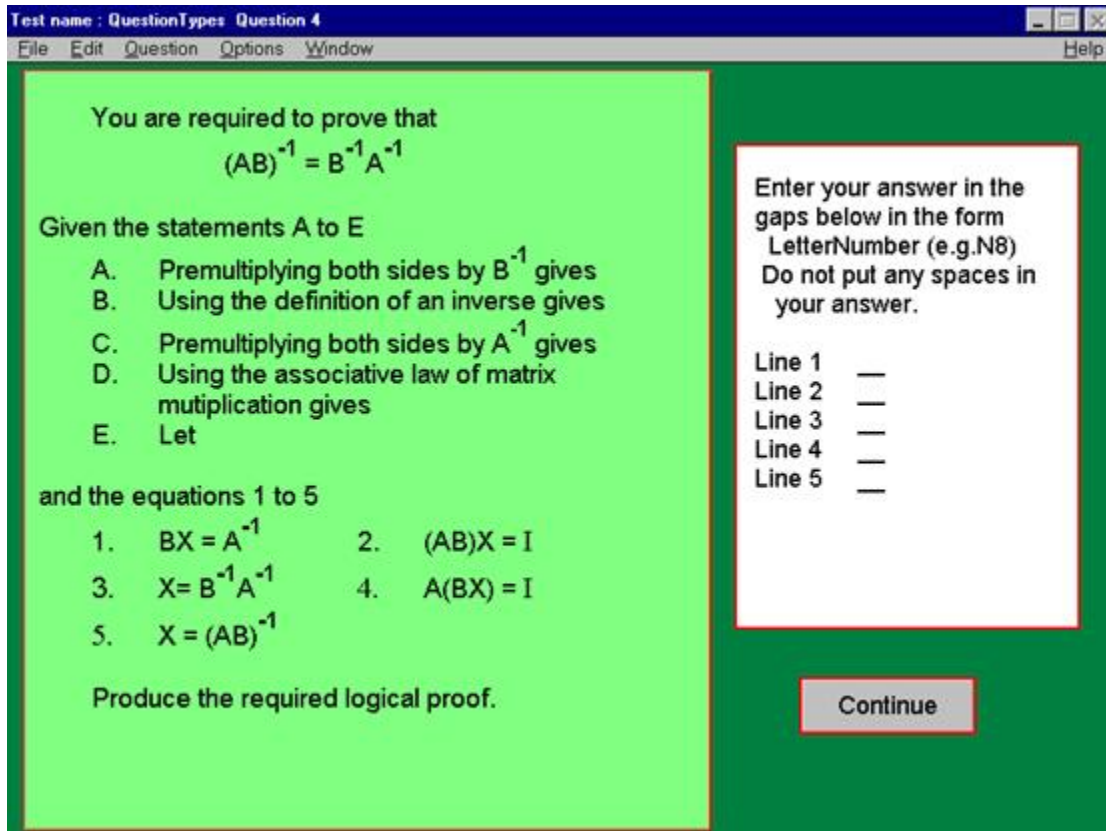 Test name : QuestionTypes Question 4
File Edit Question Options Window Help
You are required to prove that
(AB)⁻¹ = B⁻¹A⁻¹
Given the statements A to E
A. Premultiplying both sides by B⁻¹ gives
B. Using the definition of an inverse gives
C. Premultiplying both sides by A⁻¹ gives
D. Using the associative law of matrix
mutiplication gives
E. Let
and the equations 1 to 5
1. BX = A⁻¹ 2. (AB)X = I
3. X= B⁻¹A⁻¹ 4. A(BX) = I
5. X = (AB)⁻¹
Produce the required logical proof.
Enter your answer in the
gaps below in the form
LetterNumber (e.g.N8)
Do not put any spaces in
your answer.
Line 1 __
Line 2 __
Line 3 __
Line 4 __
Line 5 __
Continue